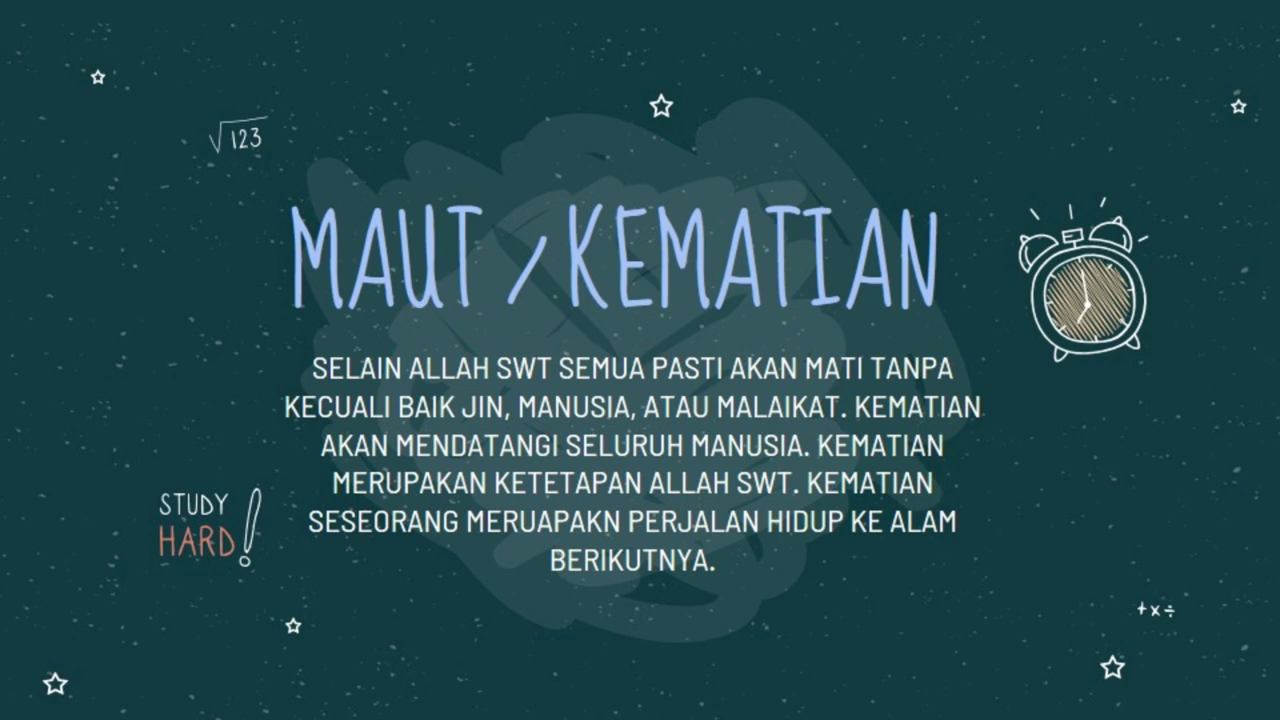 √123
MAUT / KEMATIAN
SELAIN ALLAH SWT SEMUA PASTI AKAN MATI TANPA
KECUALI BAIK JIN, MANUSIA, ATAU MALAIKAT. KEMATIAN
AKAN MENDATANGI SELURUH MANUSIA. KEMATIAN
MERUPAKAN KETETAPAN ALLAH SWT. KEMATIAN
SESEORANG MERUAPAKN PERJALAN HIDUP KE ALAM
BERIKUTNYA.
STUDY
HARD!
+×÷